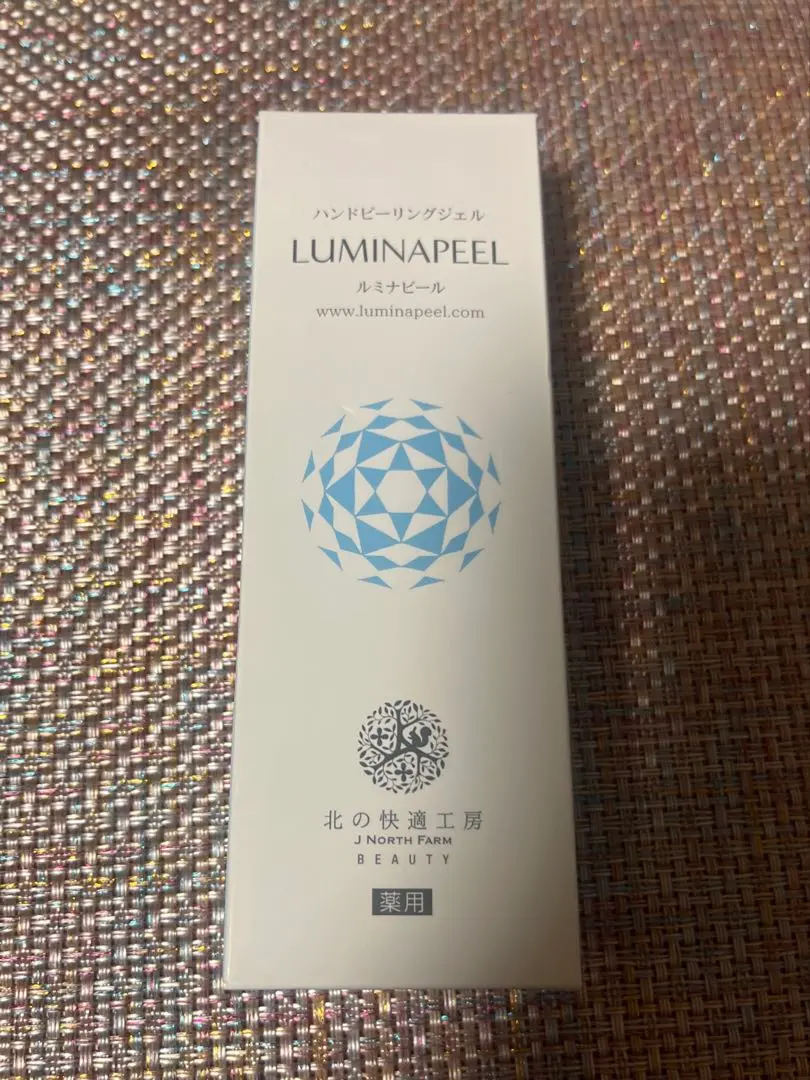 ハンドピーリングジェル
LUMINAPEEL
ルミナピール
www.luminapeel.com
北の快適工房
J NORTH FARM
BEAUTY
薬用